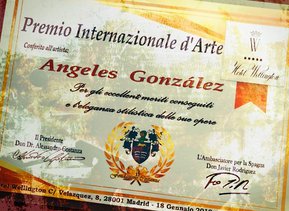 Premio Internazionale d'Arte
Conferito all'artista:
Angeles González
Per gli eccellenti meriti conseguiti
e l'eleganza stilistica delle sue opere
W
Hotel Wellington
Il Presidente
Don Dr. Alessandro Costanza
L'Ambasciatore per la Spagna
Don Javier Rodriguez
Wellington C/ Velazquez, 8, 28001 Madrid - 18 Gennaio